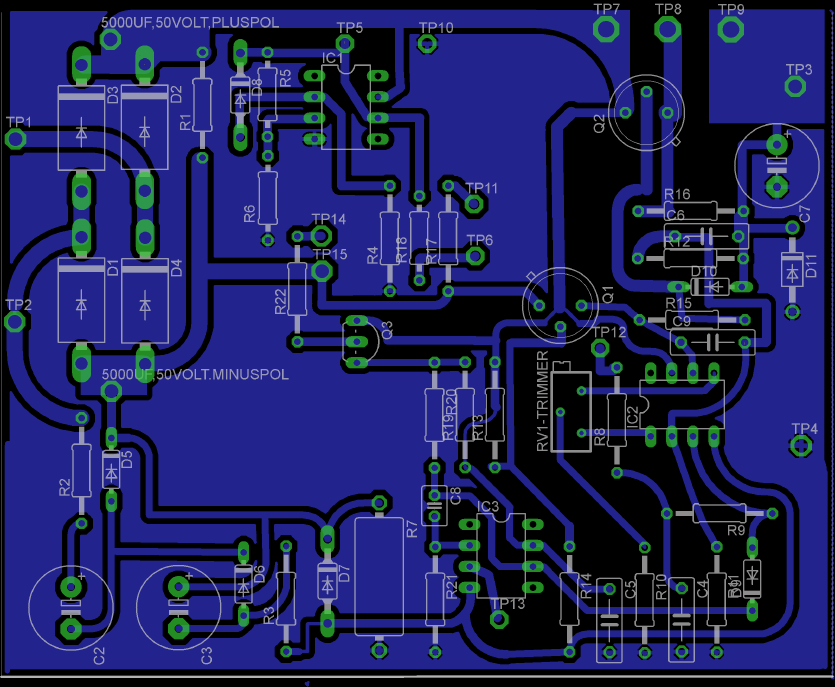 5000UF,50VOLT,PLUSPOL
TP5
TP10
TP7
TP8
TP9
IC1
TP3
D3
D2
D8
R5
R1
Q2
TP1
R6
TP11
R16
C6
C7
TP14
R4
R18
R17
TP6
R12
TP15
D1
D4
D10
D11
R22
Q1
R15
TP2
Q3
C9
TP12
5000UF,50VOLT.MINUSPOL
RV1-TRIMMER
R19
R20
R13
R8
IC2
TP4
R2
D5
C8
IC3
R7
R9
D6
D7
R3
R21
R14
C5
R10
C4
D9
TP13
C2
C3